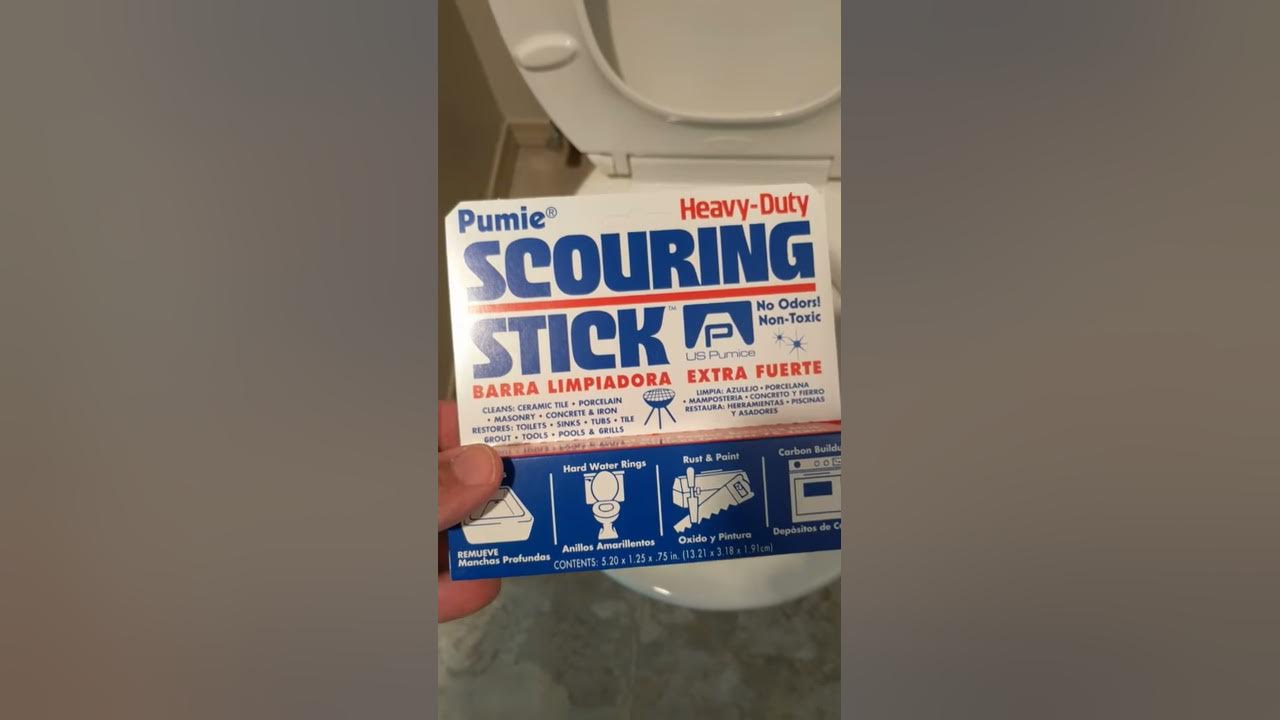 Pumie®
Heavy-Duty
SCOURING
STICK™
US Pumice
No Odors!
Non-Toxic
BARRA LIMPIADORA EXTRA FUERTE
CLEANS: CERAMIC TILE • PORCELAIN
• MASONRY • CONCRETE & IRON
RESTORES: TOILETS • SINKS • TUBS • TILE
GROUT • TOOLS • POOLS & GRILLS
LIMPIA: AZULEJO • PORCELANA
• MAMPOSTERIA • CONCRETO Y FIERRO
RESTAURA: HERRAMIENTAS • PISCINAS
Y ASADORES
Hard Water Rings
Rust & Paint
Carbon
REMUEVE
Manchas Profundas
Anillos Amarillentos
Oxido y Pintura
Depòsitos de
CONTENTS: 5.20 x 1.25 x .75 in. (13.21 x 3.18 x 1.91cm)